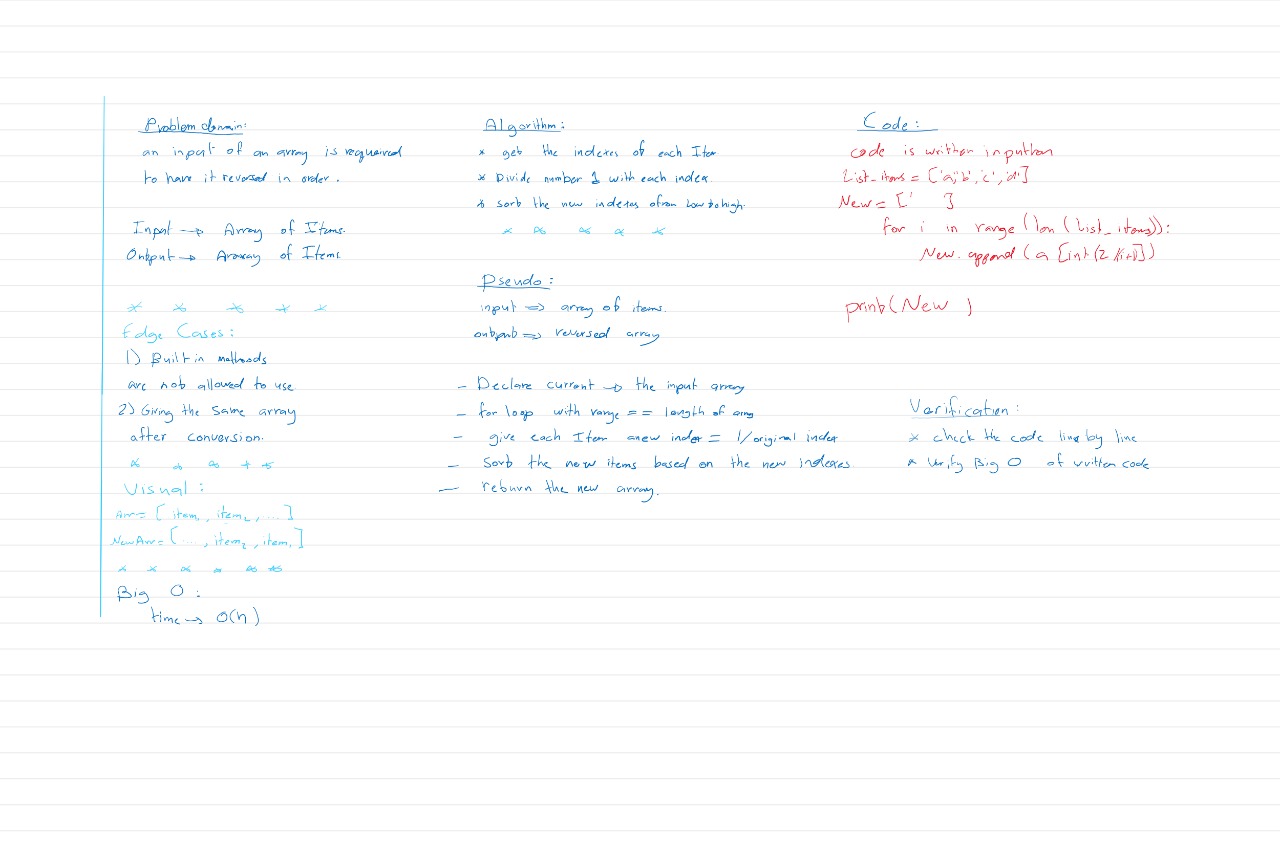 Problem domain:
an input of an array is requiered
to have it reversed in order.
Input → Array of Items.
Output → Array of Items
Edge Cases:
1) Built in methods
are not allowed to use
2) Giving the same array
after conversion.
Visual:
Arr = [ item1, item2, ... ]
NewArr = [ ..., item2, item1 ]
Big O:
time → O(n)
Algorithm:
* get the indexes of each Item
* Divide number 1 with each index.
* sort the new indexes from Low to high.
Pseudo:
input => array of items.
output => reversed array
- Declare current → the input array
- for loop with range == length of array
- give each Item anew index = 1/original index
- Sort the new items based on the new indexes
- return the new array.
Code:
code is written in python
List_items = ['a','b','c','d']
New = [' ]
for i in range (len (list_items)):
New.append (a [int(2/(i+1)])
print(New )
Verification:
* check the code line by line
* Verify Big O of written code